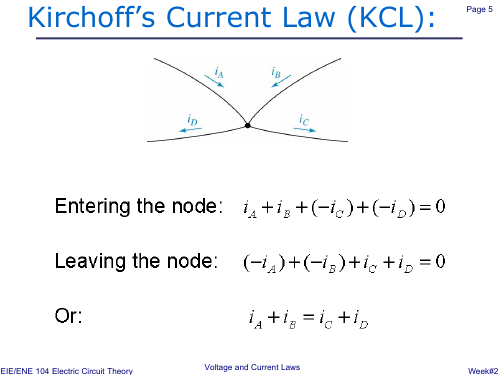 Kirchoff’s Current Law (KCL):
Page 5
i_A i_B
i_D i_C
Entering the node: i_A + i_B + (−i_C) + (−i_D) = 0
Leaving the node: (−i_A) + (−i_B) + i_C + i_D = 0
Or: i_A + i_B = i_C + i_D
EIE/ENE 104 Electric Circuit Theory
Voltage and Current Laws
Week#2